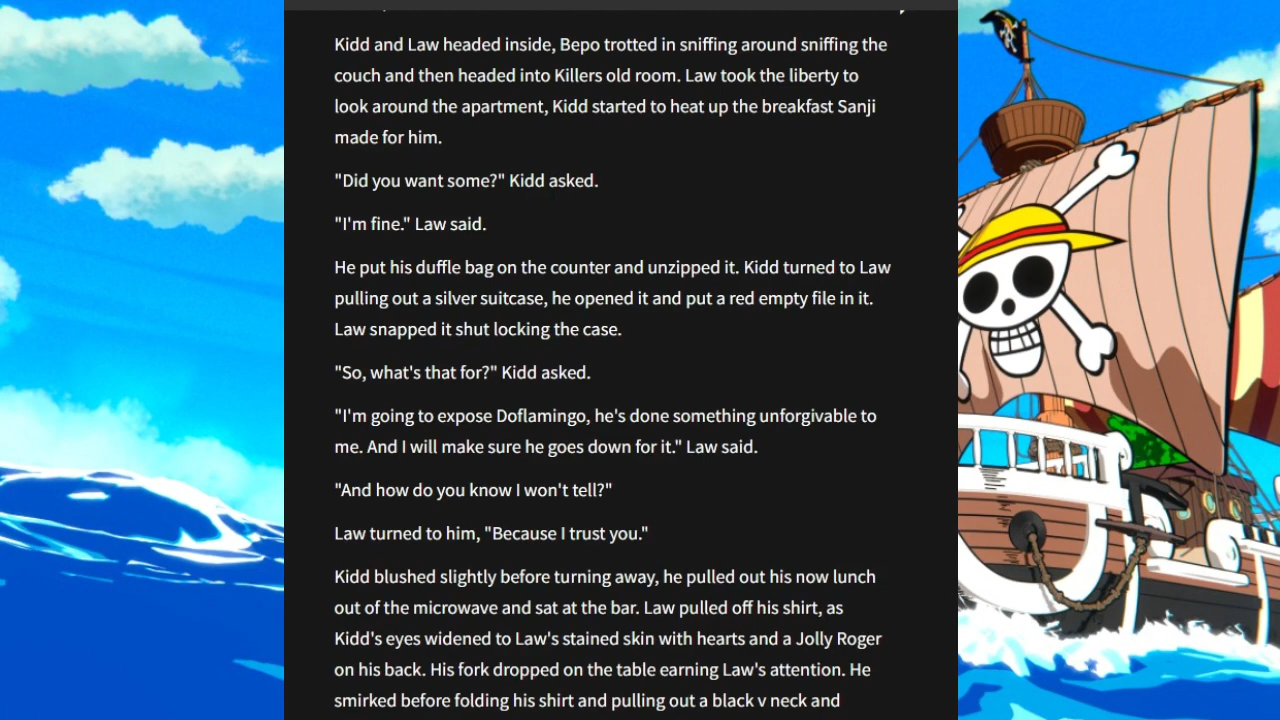 Kidd and Law headed inside, Bepo trotted in sniffing around sniffing the
couch and then headed into Killers old room. Law took the liberty to
look around the apartment, Kidd started to heat up the breakfast Sanji
made for him.
"Did you want some?" Kidd asked.
"I'm fine." Law said.
He put his duffle bag on the counter and unzipped it. Kidd turned to Law
pulling out a silver suitcase, he opened it and put a red empty file in it.
Law snapped it shut locking the case.
"So, what's that for?" Kidd asked.
"I'm going to expose Doflamingo, he's done something unforgivable to
me. And I will make sure he goes down for it." Law said.
"And how do you know I won't tell?"
Law turned to him, "Because I trust you."
Kidd blushed slightly before turning away, he pulled out his now lunch
out of the microwave and sat at the bar. Law pulled off his shirt, as
Kidd's eyes widened to Law's stained skin with hearts and a Jolly Roger
on his back. His fork dropped on the table earning Law's attention. He
smirked before folding his shirt and pulling out a black v neck and